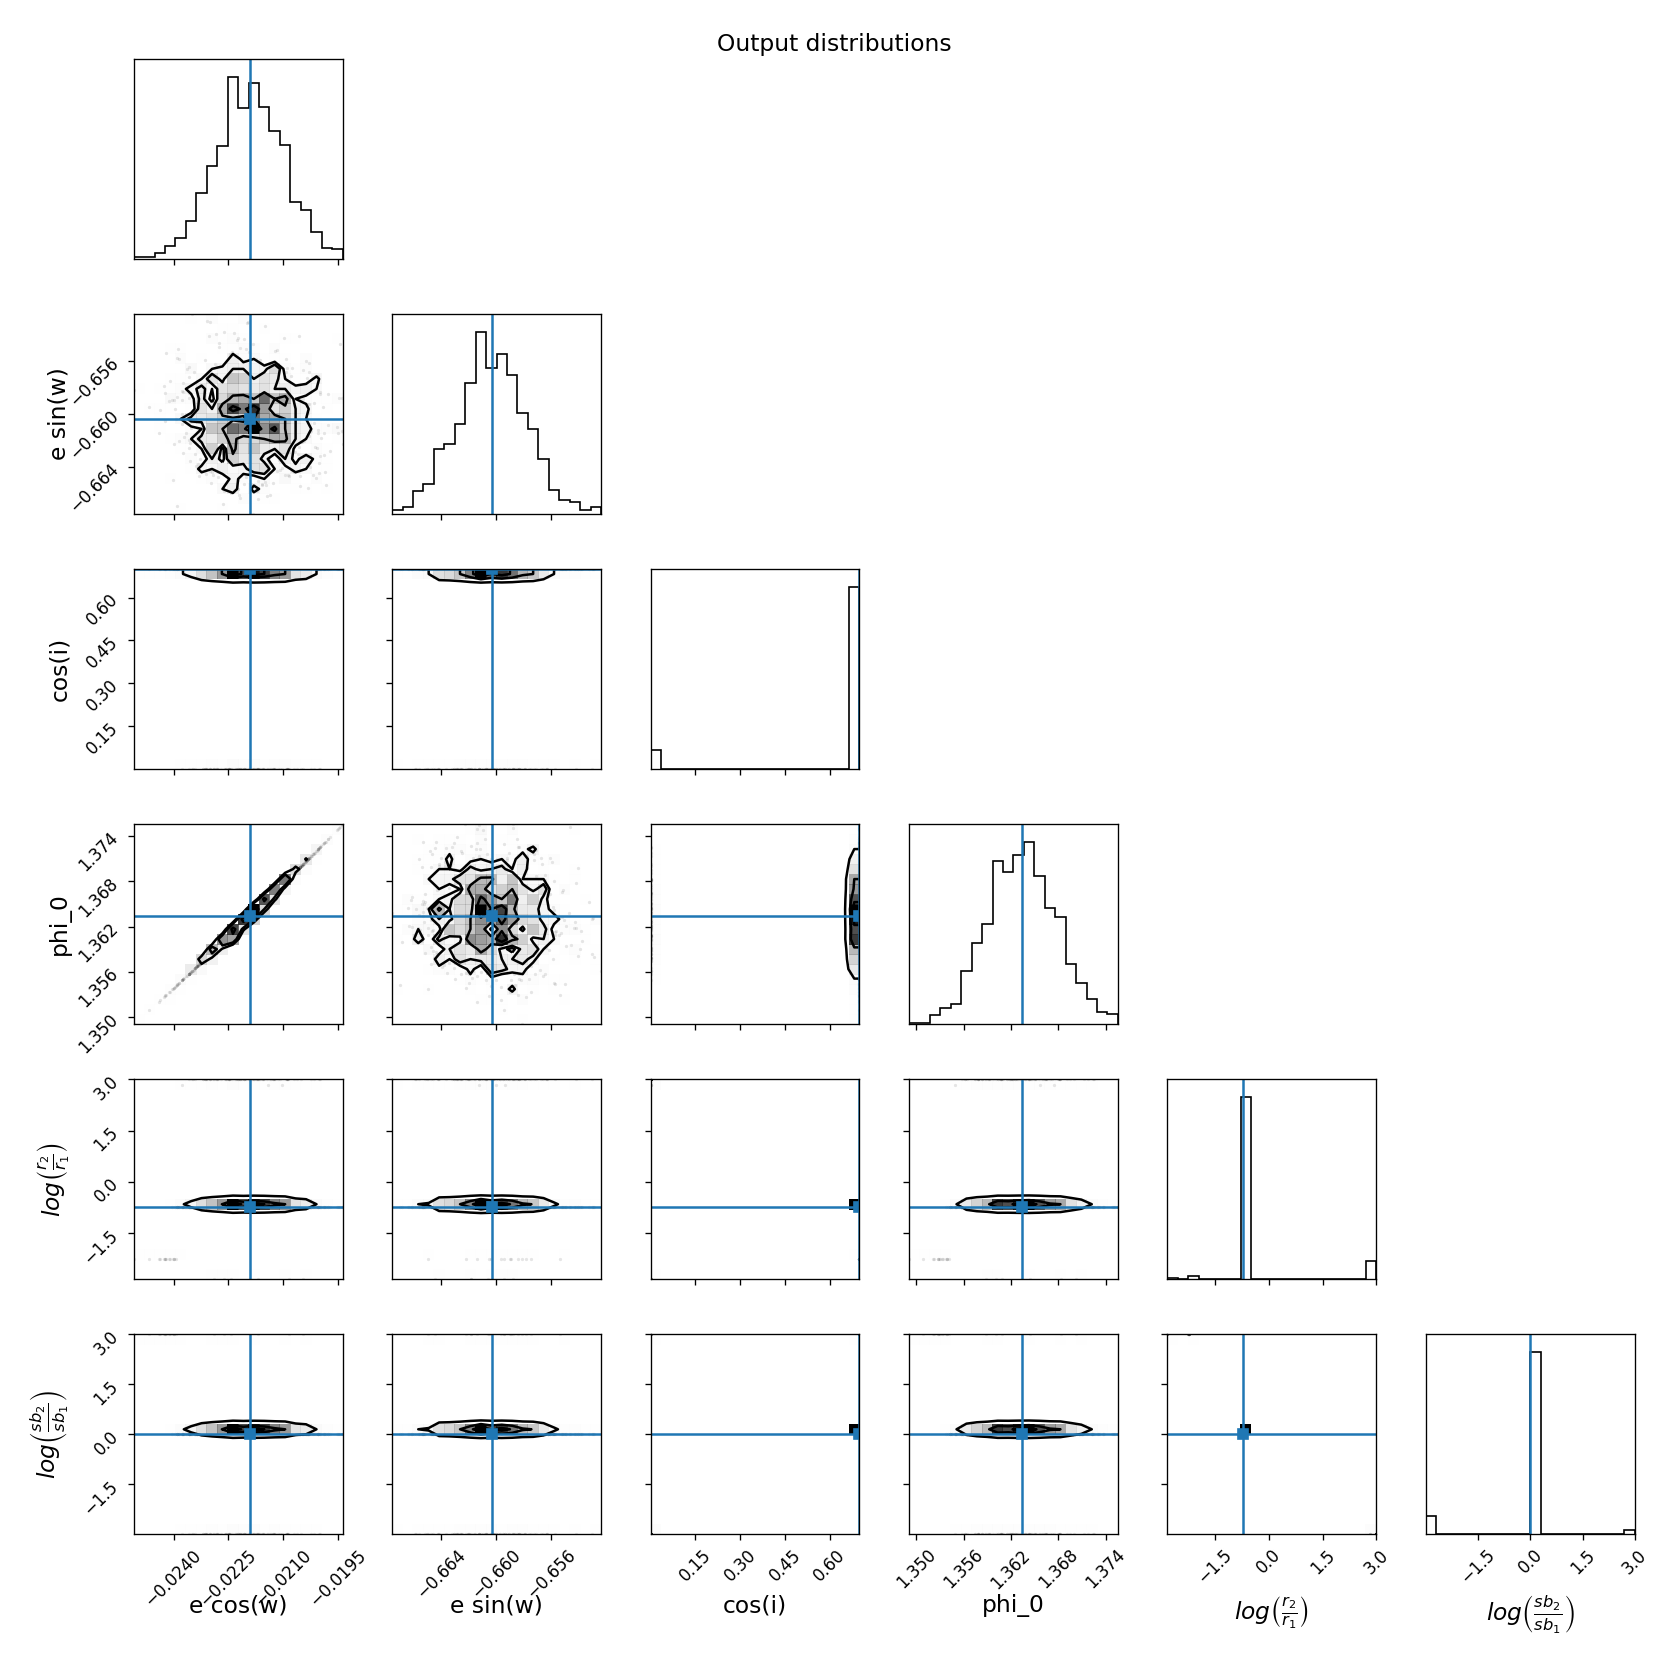 Output distributions
e sin(w)
−0.656
−0.660
−0.664
cos(i)
0.60
0.45
0.30
0.15
phi_0
1.374
1.368
1.362
1.356
1.350
log(r₂/r₁)
3.0
1.5
0.0
−1.5
log(sb₂/sb₁)
3.0
1.5
0.0
−1.5
−0.0240 −0.0225 −0.0210 −0.0195
−0.664 −0.660 −0.656
0.15 0.30 0.45 0.60
1.350 1.356 1.362 1.368 1.374
−1.5 0.0 1.5 3.0
−1.5 0.0 1.5 3.0
e cos(w) e sin(w) cos(i) phi_0 log(r₂/r₁) log(sb₂/sb₁)